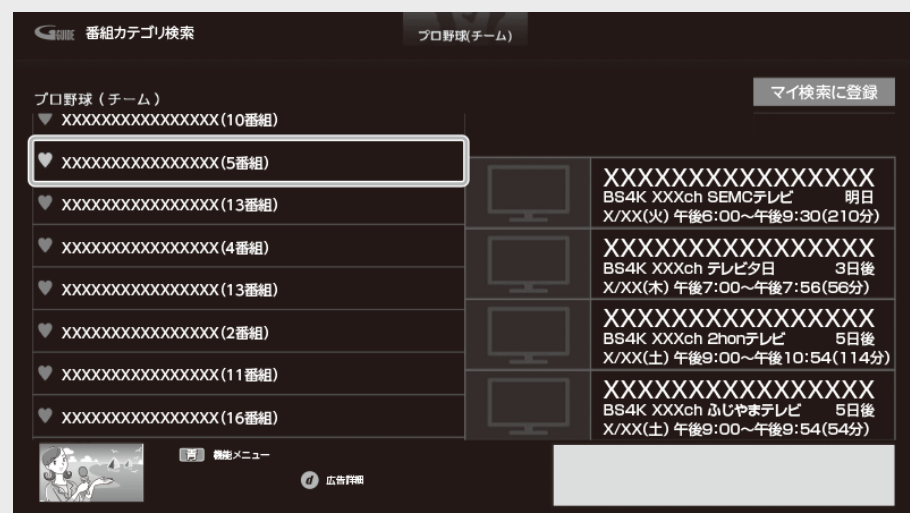 GGUIDE 番組カテゴリ検索
プロ野球(チーム)
プロ野球(チーム)
マイ検索に登録
XXXXXXXXXXXXXXXX(10番組)
XXXXXXXXXXXXXXXX(5番組)
XXXXXXXXXXXXXXXX(13番組)
XXXXXXXXXXXXXXXX(4番組)
XXXXXXXXXXXXXXXX(13番組)
XXXXXXXXXXXXXXXX(2番組)
XXXXXXXXXXXXXXXX(11番組)
XXXXXXXXXXXXXXXX(16番組)
XXXXXXXXXXXXXXXX
BS4K XXXch SEMCテレビ 明日
X/XX(火) 午後6:00~午後9:30(210分)
XXXXXXXXXXXXXXXX
BS4K XXXch テレビタ日 3日後
X/XX(木) 午後7:00~午後7:56(56分)
XXXXXXXXXXXXXXXX
BS4K XXXch 2honテレビ 5日後
X/XX(土) 午後9:00~午後10:54(114分)
XXXXXXXXXXXXXXXX
BS4K XXXch ふじやまテレビ 5日後
X/XX(土) 午後9:00~午後9:54(54分)
青 機能メニュー
d 広告詳細